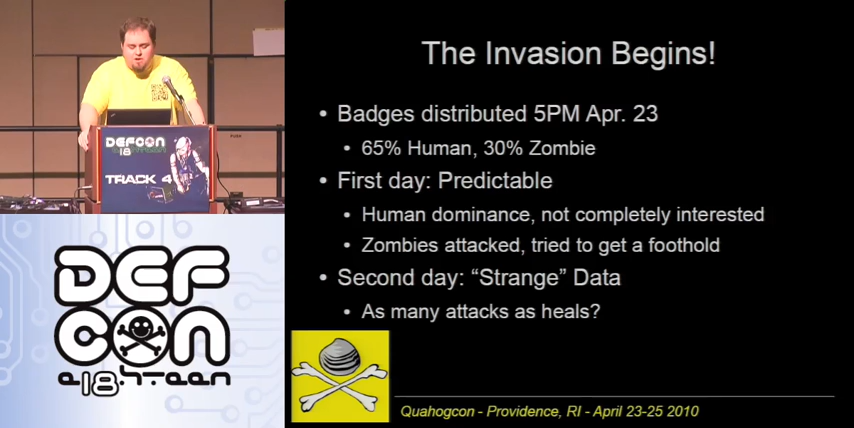 DEFCON
TRACK 4
DEF
CON
The Invasion Begins!
• Badges distributed 5PM Apr. 23
• 65% Human, 30% Zombie
• First day: Predictable
• Human dominance, not completely interested
• Zombies attacked, tried to get a foothold
• Second day: “Strange” Data
• As many attacks as heals?
Quahogcon - Providence, RI - April 23-25 2010